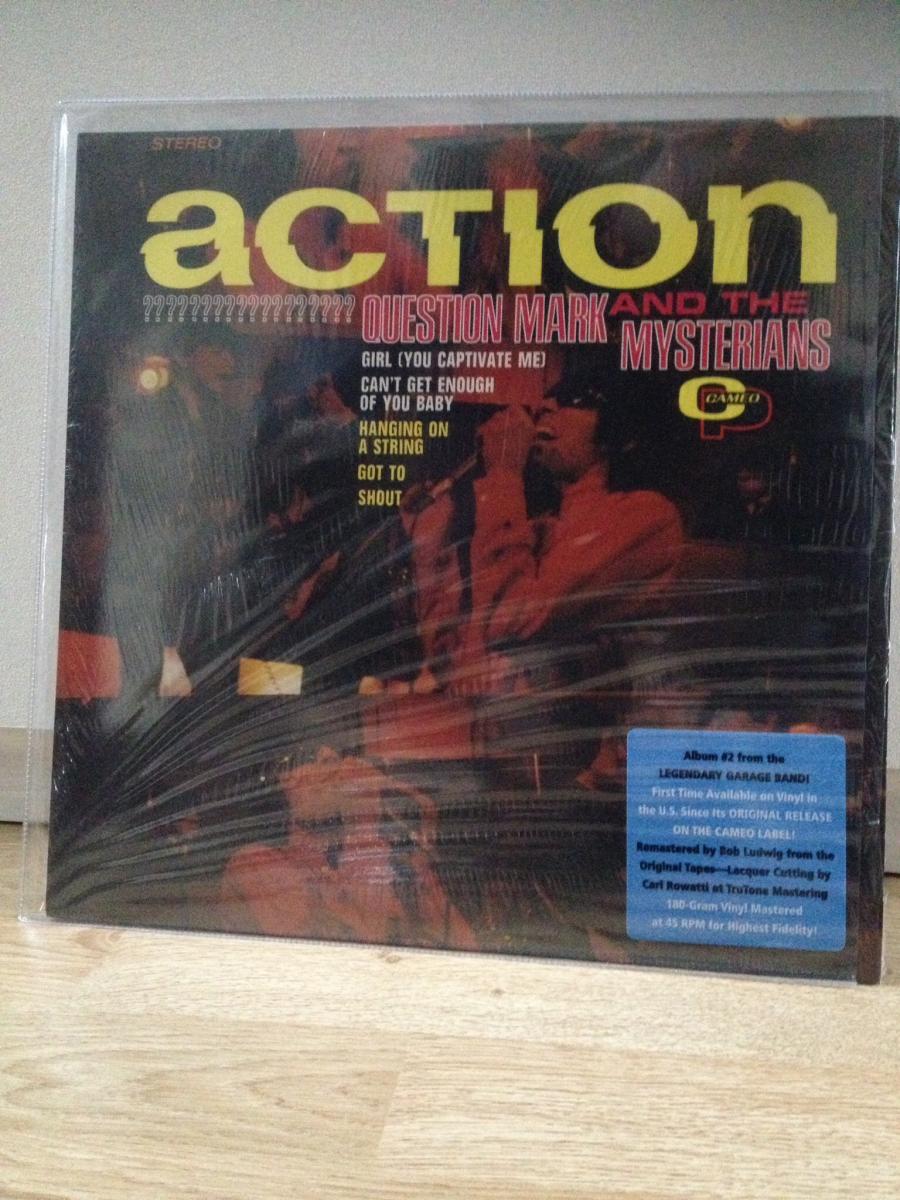 STEREO
action
?????????????????? QUESTION MARK AND THE
MYSTERIANS
GIRL (YOU CAPTIVATE ME)
CAN'T GET ENOUGH
OF YOU BABY
HANGING ON
A STRING
GOT TO
SHOUT
CP
CAMEO
Album #2 from the
LEGENDARY GARAGE BAND!
First Time Available on Vinyl in
the U.S. Since Its ORIGINAL RELEASE
ON THE CAMEO LABEL!
Remastered by Bob Ludwig from the
Original Tapes—Lacquer Cutting by
Carl Rowatti at TruTone Mastering
180-Gram Vinyl Mastered
at 45 RPM for Highest Fidelity!